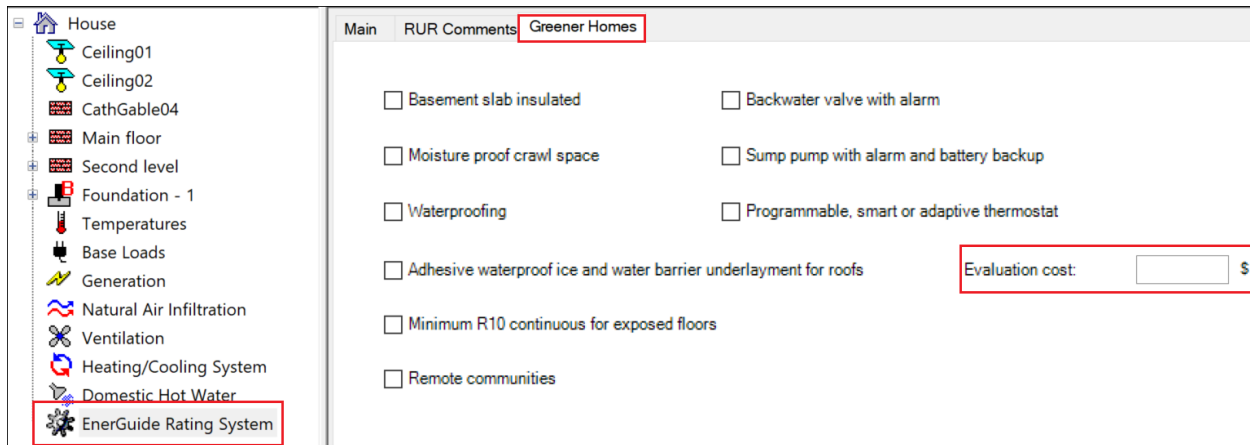 House
Ceiling01
Ceiling02
CathGable04
Main floor
Second level
Foundation - 1
Temperatures
Base Loads
Generation
Natural Air Infiltration
Ventilation
Heating/Cooling System
Domestic Hot Water
EnerGuide Rating System
Main RUR Comments Greener Homes
Basement slab insulated Backwater valve with alarm
Moisture proof crawl space Sump pump with alarm and battery backup
Waterproofing Programmable, smart or adaptive thermostat
Adhesive waterproof ice and water barrier underlayment for roofs Evaluation cost: $
Minimum R10 continuous for exposed floors
Remote communities